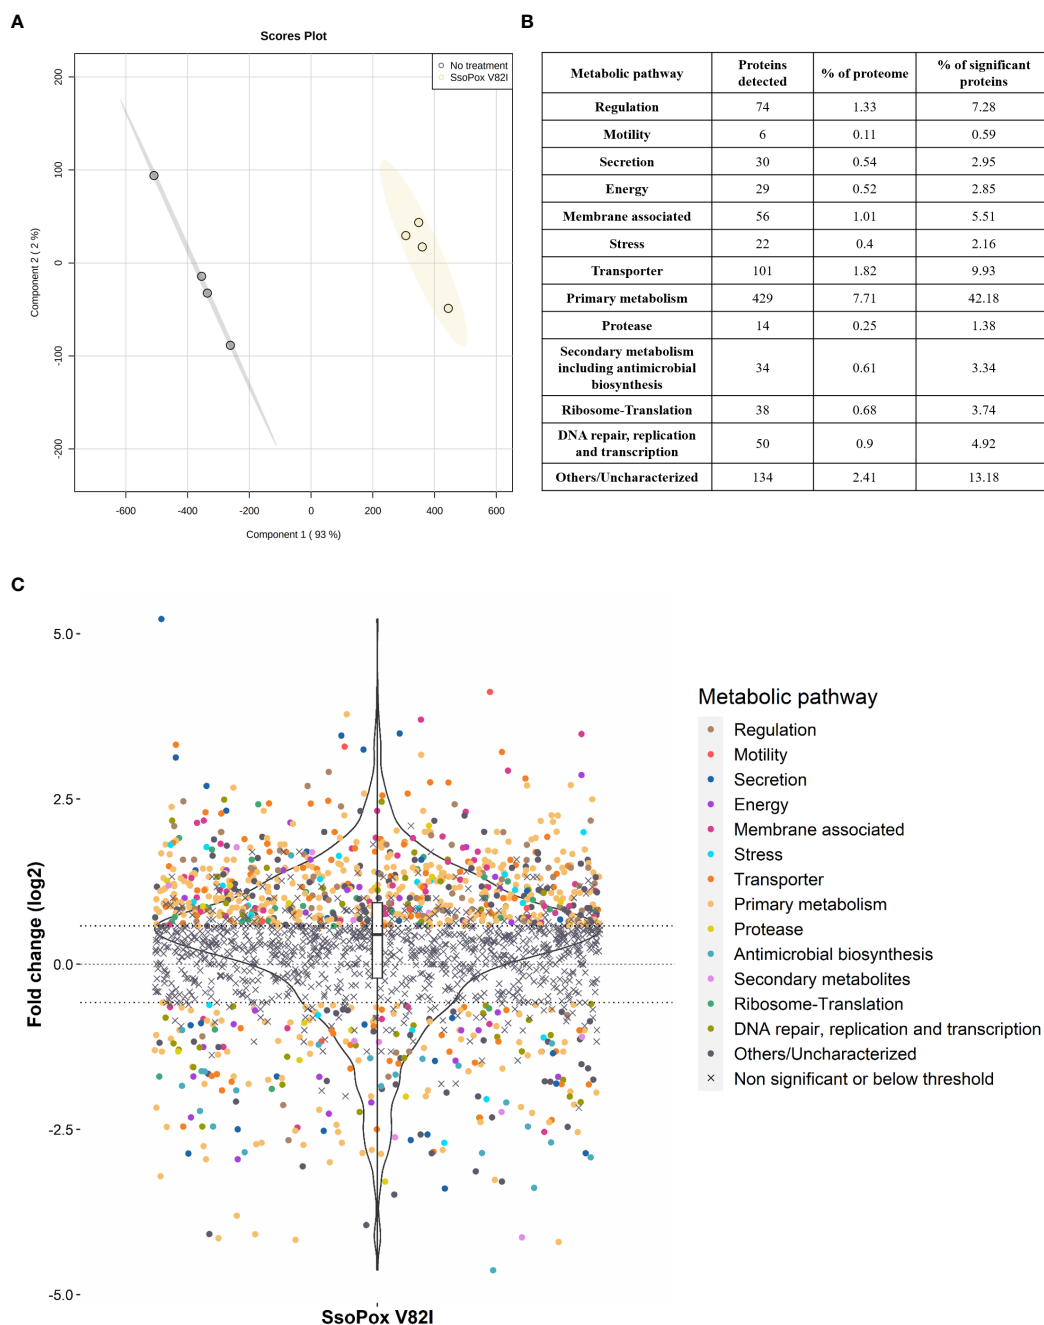 A
Scores Plot
No treatment
SsoPox V82I
200
100
0
-100
-200
Component 2 ( 2 %)
-600
-400
-200
0
200
400
600
Component 1 ( 93 %)
B
Metabolic pathway	Proteins detected	% of proteome	% of significant proteins
Regulation	74	1.33	7.28
Motility	6	0.11	0.59
Secretion	30	0.54	2.95
Energy	29	0.52	2.85
Membrane associated	56	1.01	5.51
Stress	22	0.4	2.16
Transporter	101	1.82	9.93
Primary metabolism	429	7.71	42.18
Protease	14	0.25	1.38
Secondary metabolism
including antimicrobial
biosynthesis	34	0.61	3.34
Ribosome-Translation	38	0.68	3.74
DNA repair, replication
and transcription	50	0.9	4.92
Others/Uncharacterized	134	2.41	13.18
C
5.0
2.5
0.0
-2.5
-5.0
Fold change (log2)
SsoPox V82I
Metabolic pathway
Regulation
Motility
Secretion
Energy
Membrane associated
Stress
Transporter
Primary metabolism
Protease
Antimicrobial biosynthesis
Secondary metabolites
Ribosome-Translation
DNA repair, replication and transcription
Others/Uncharacterized
Non significant or below threshold